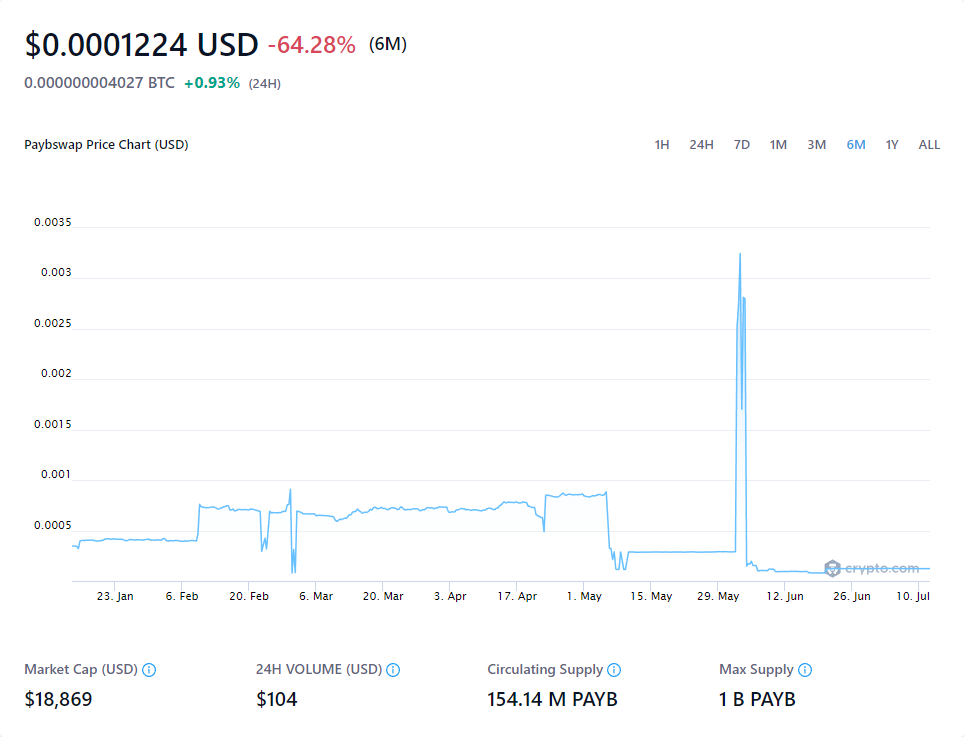 $0.0001224 USD -64.28% (6M)
0.000000004027 BTC +0.93% (24H)
Paybswap Price Chart (USD) 1H 24H 7D 1M 3M 6M 1Y ALL
0.0035
0.003
0.0025
0.002
0.0015
0.001
0.0005
crypto.com
23. Jan 6. Feb 20. Feb 6. Mar 20. Mar 3. Apr 17. Apr 1. May 15. May 29. May 12. Jun 26. Jun 10. Jul
Market Cap (USD) 24H VOLUME (USD) Circulating Supply Max Supply
$18,869 $104 154.14 M PAYB 1 B PAYB